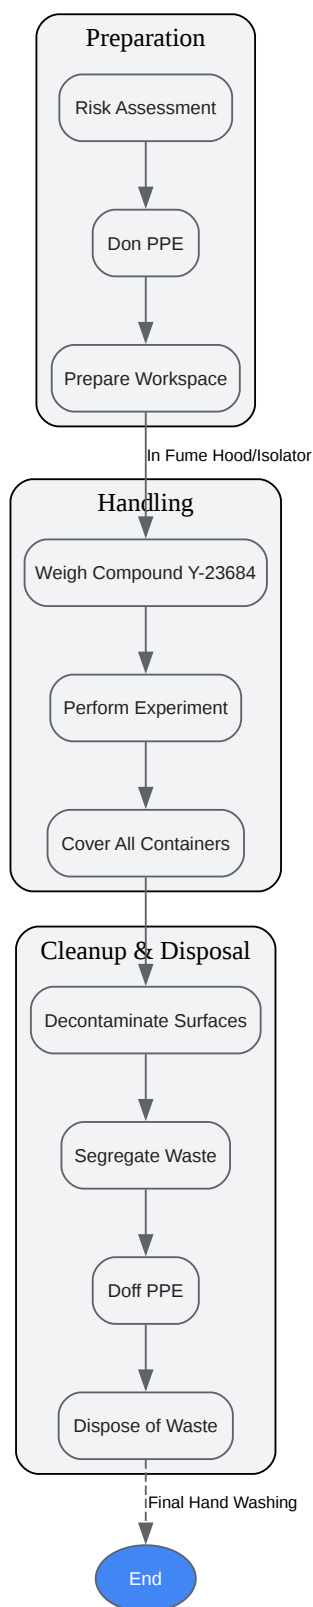 Preparation
Risk Assessment
Don PPE
Prepare Workspace
In Fume Hood/Isolator
Handling
Weigh Compound Y-23684
Perform Experiment
Cover All Containers
Cleanup & Disposal
Decontaminate Surfaces
Segregate Waste
Doff PPE
Dispose of Waste
Final Hand Washing
End